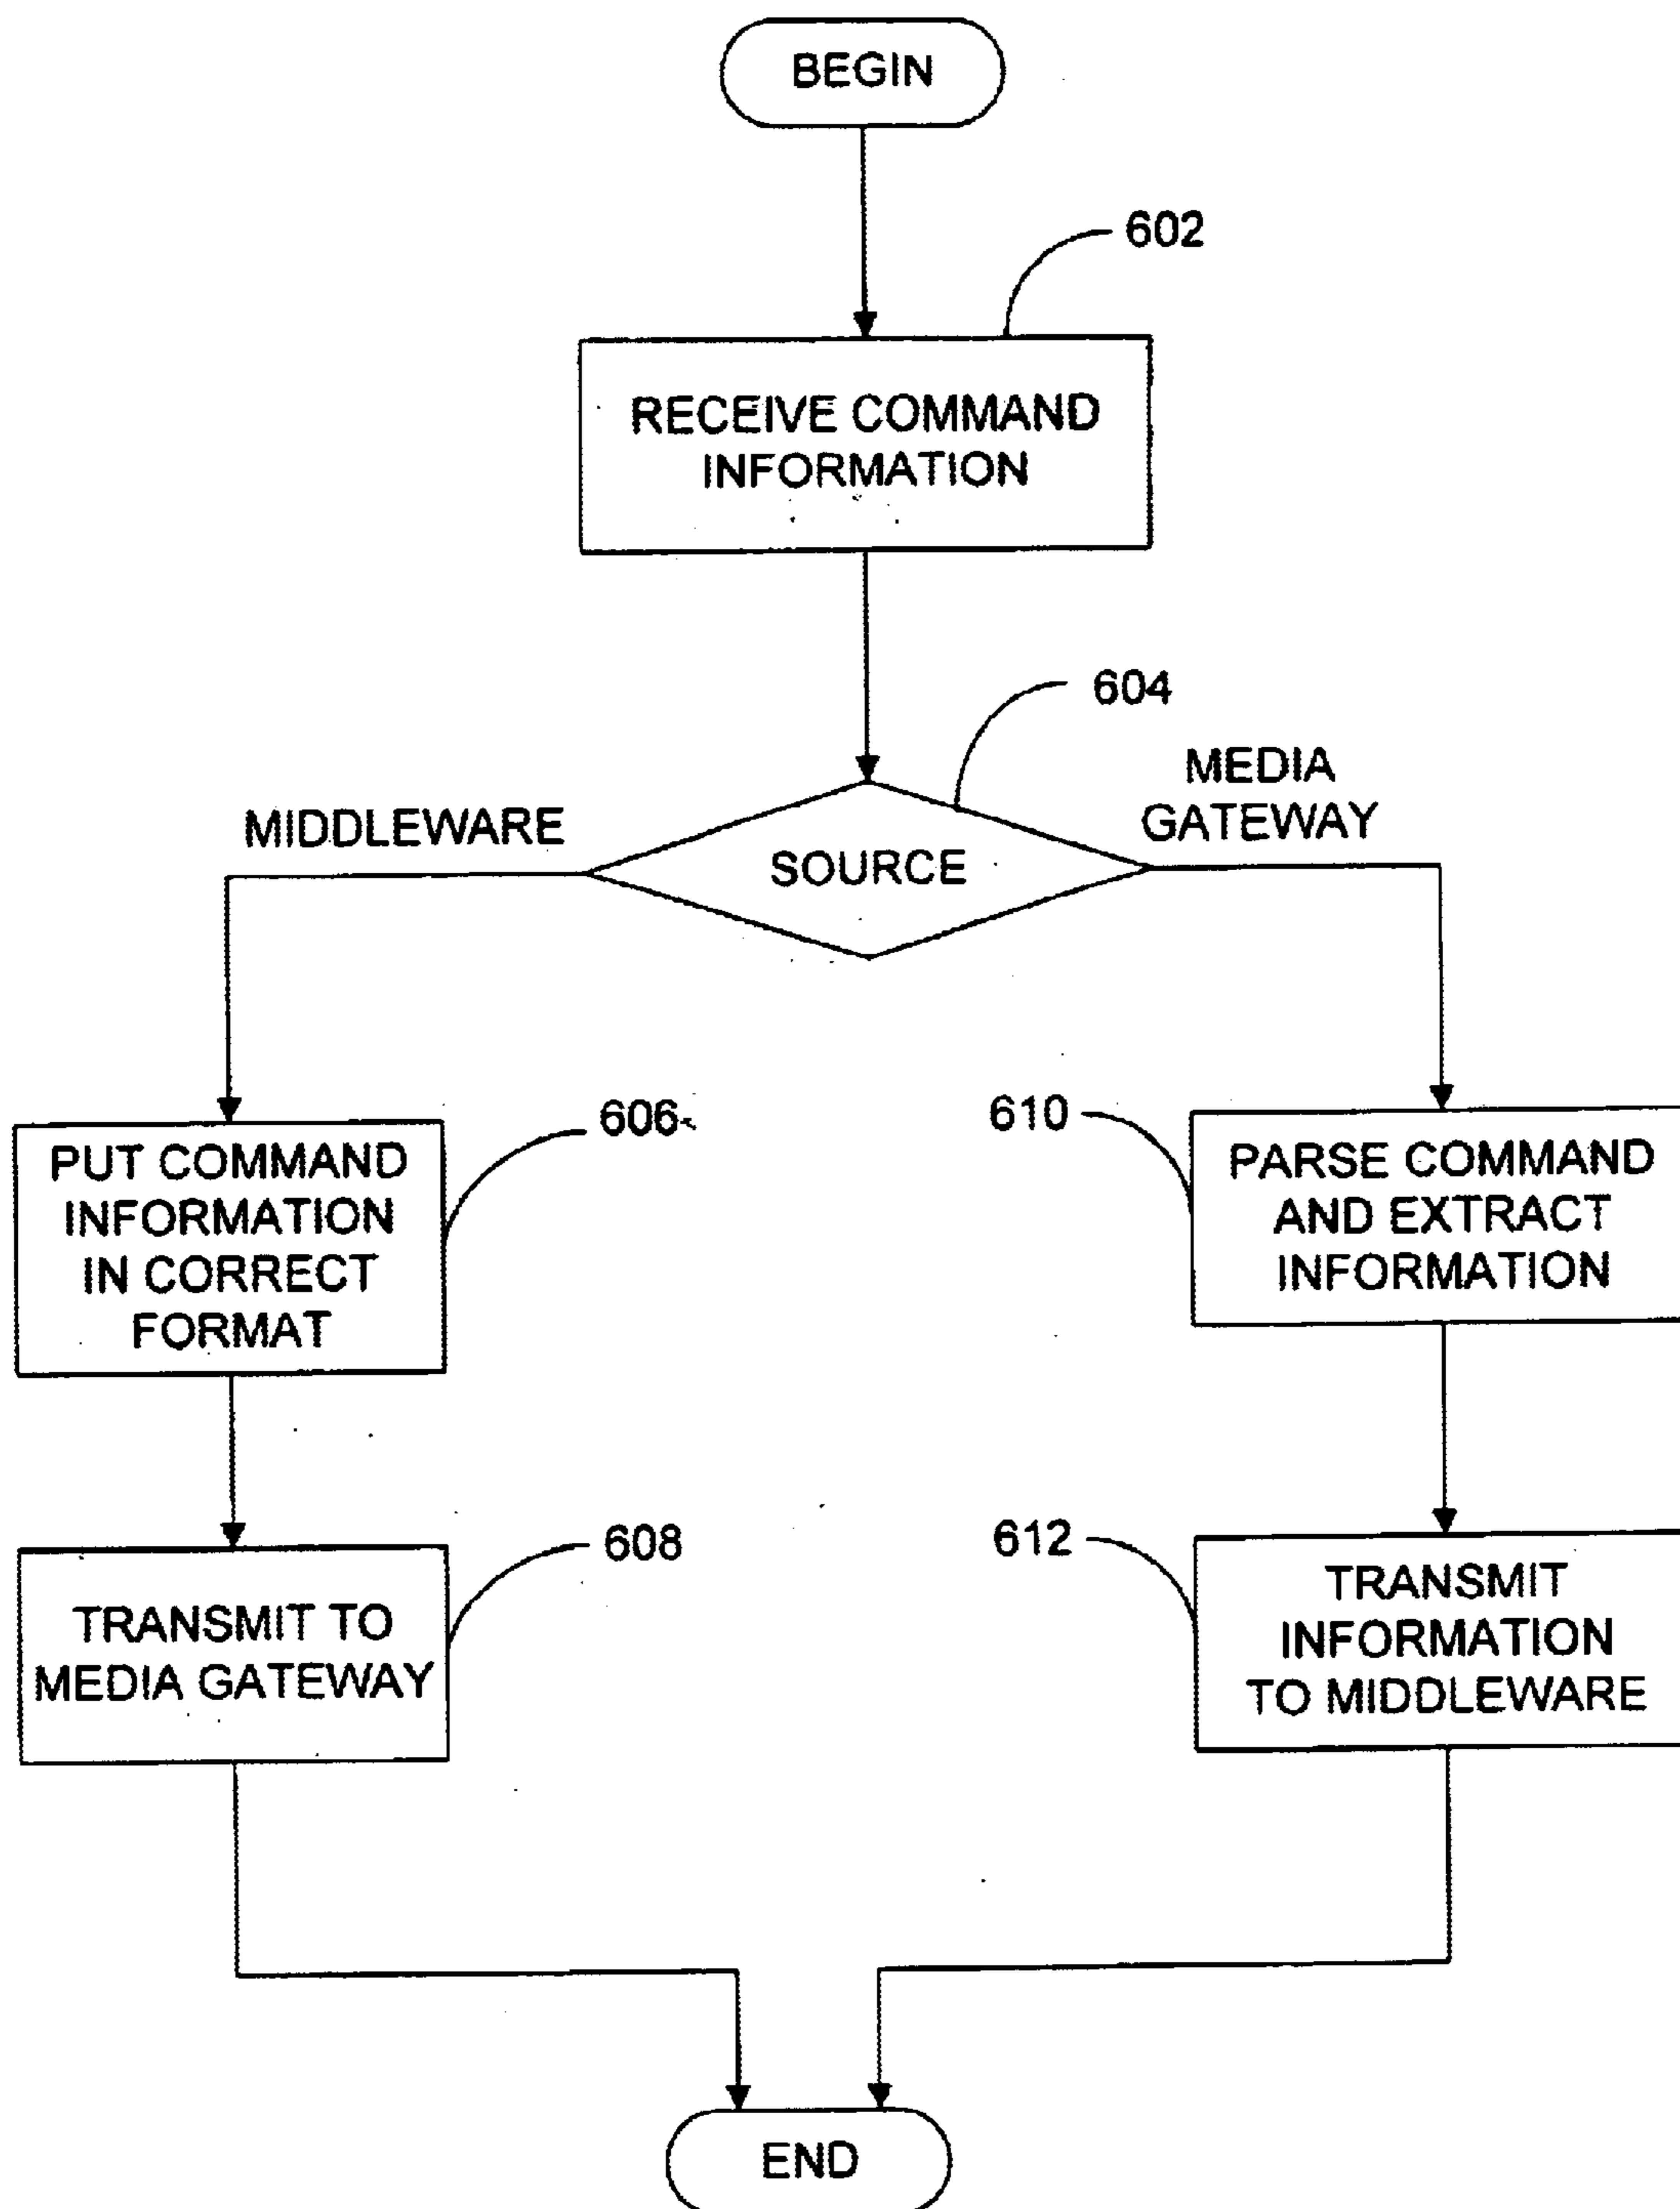 BEGIN
602
RECEIVE COMMAND
INFORMATION
604
MIDDLEWARE
MEDIA
GATEWAY
SOURCE
606
610
PUT COMMAND
INFORMATION
IN CORRECT
FORMAT
PARSE COMMAND
AND EXTRACT
INFORMATION
608
612
TRANSMIT TO
MEDIA GATEWAY
TRANSMIT
INFORMATION
TO MIDDLEWARE
END